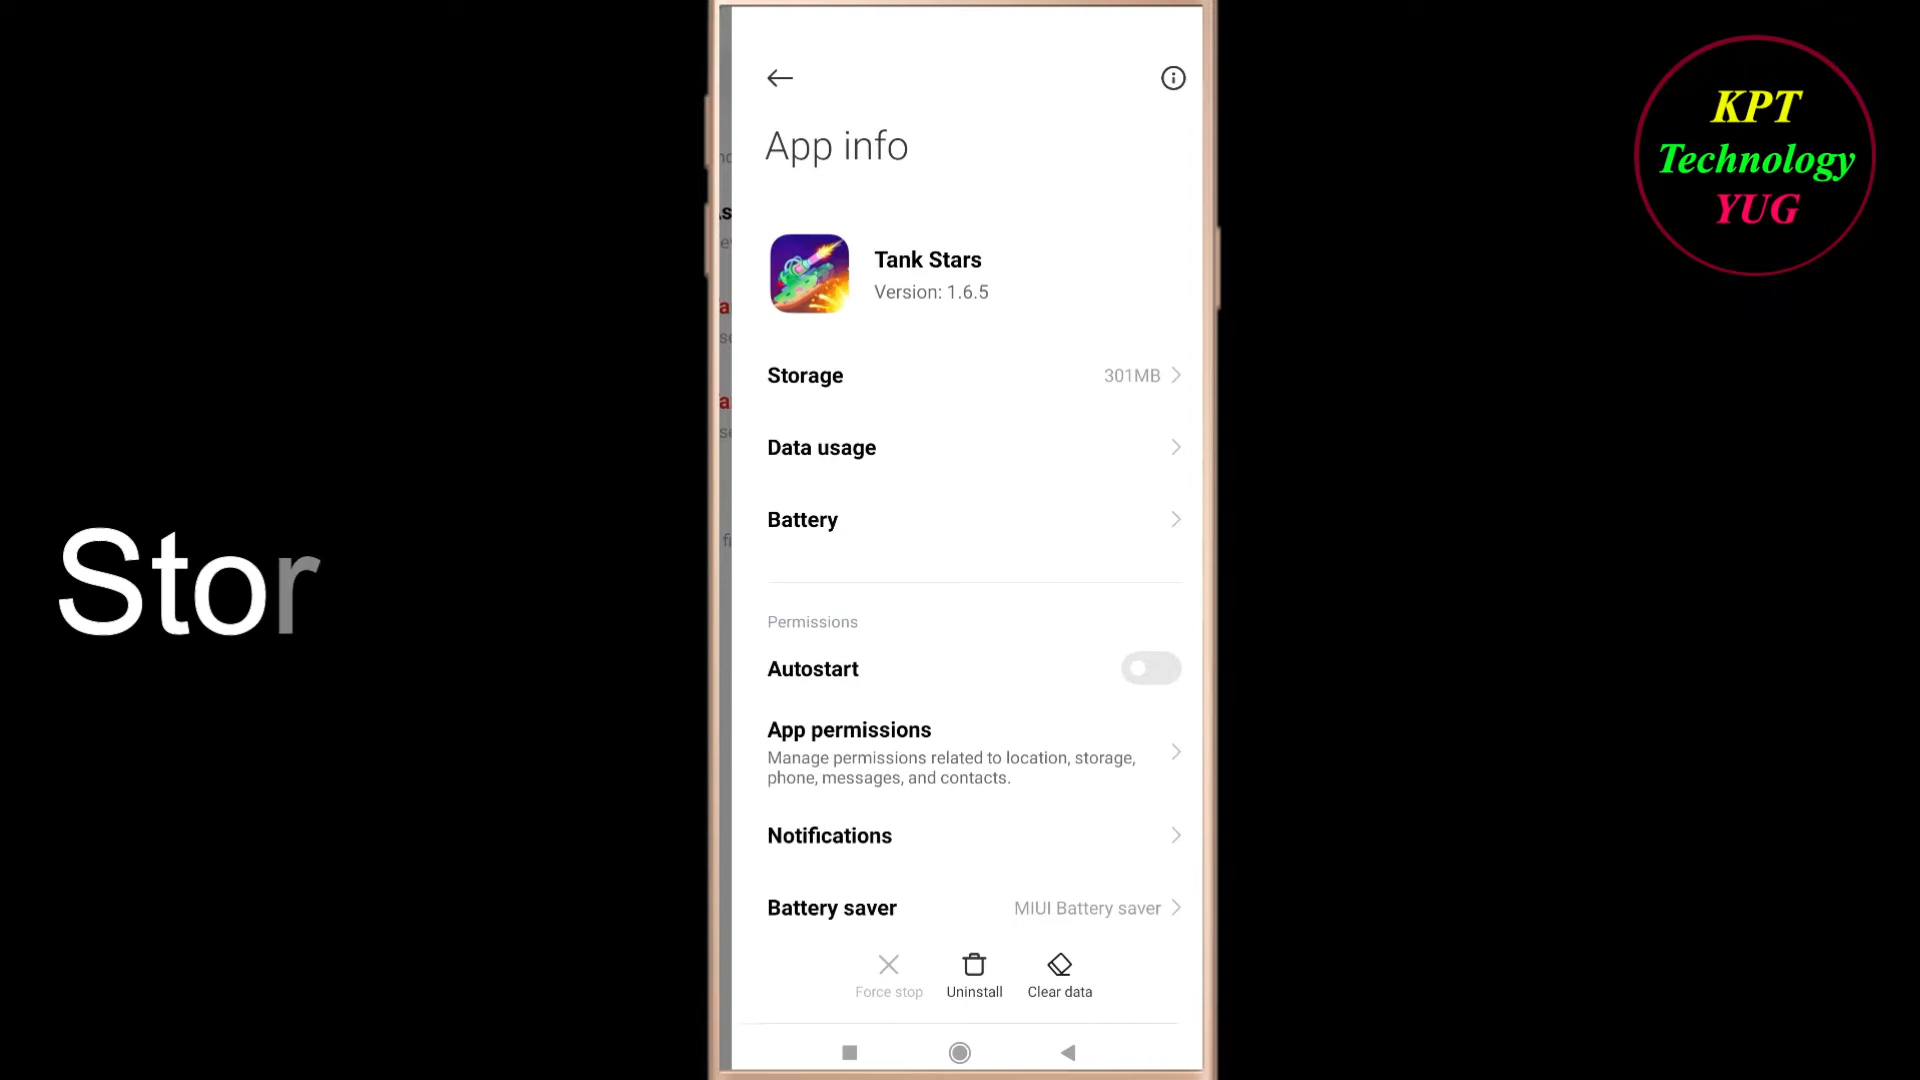 App info
Tank Stars
Version: 1.6.5
Storage 301MB
Data usage
Battery
Permissions
Autostart
App permissions
Manage permissions related to location, storage,
phone, messages, and contacts.
Notifications
Battery saver MIUI Battery saver
Force stop Uninstall Clear data
Stor
KPT
Technology
YUG